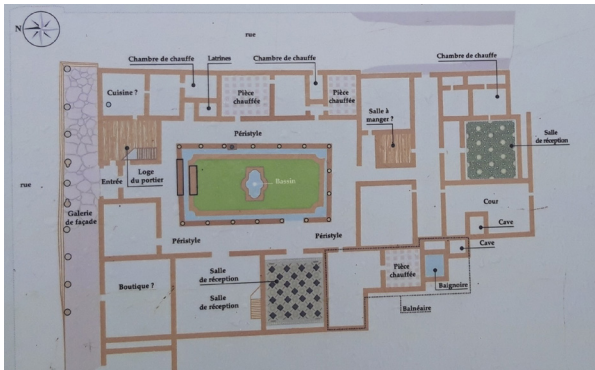 N
rue
Chambre de chauffe
Latrines
Chambre de chauffe
Chambre de chauffe
Cuisine ?
Pièce
chauffée
Pièce
chauffée
Salle à
manger ?
Salle
de réception
Péristyle
Loge
du portier
Entrée
Bassin
rue
Galerie
de façade
Cour
Cave
Cave
Péristyle
Péristyle
Boutique ?
Salle
de réception
Salle
de réception
Pièce
chauffée
Baignoire
Balnéaire